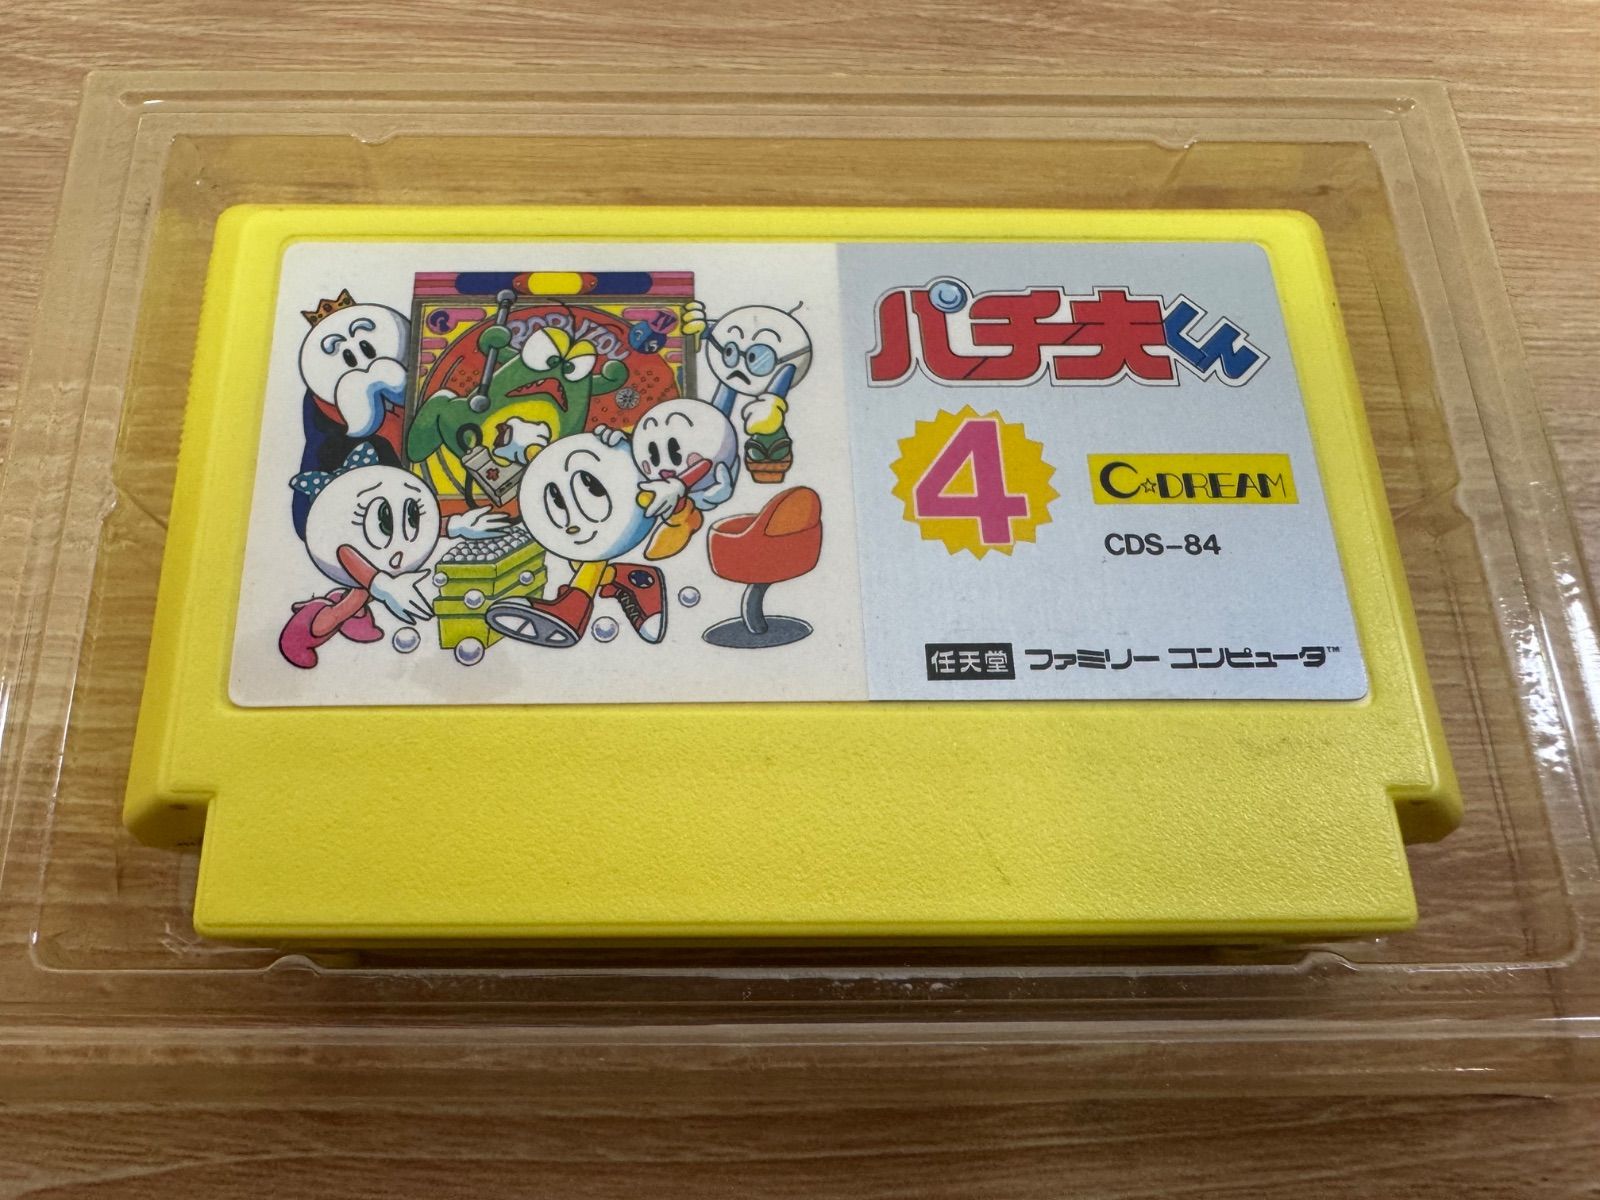 パチ夫くん
4
C☆DREAM
CDS-84
任天堂 ファミリー コンピュータ™